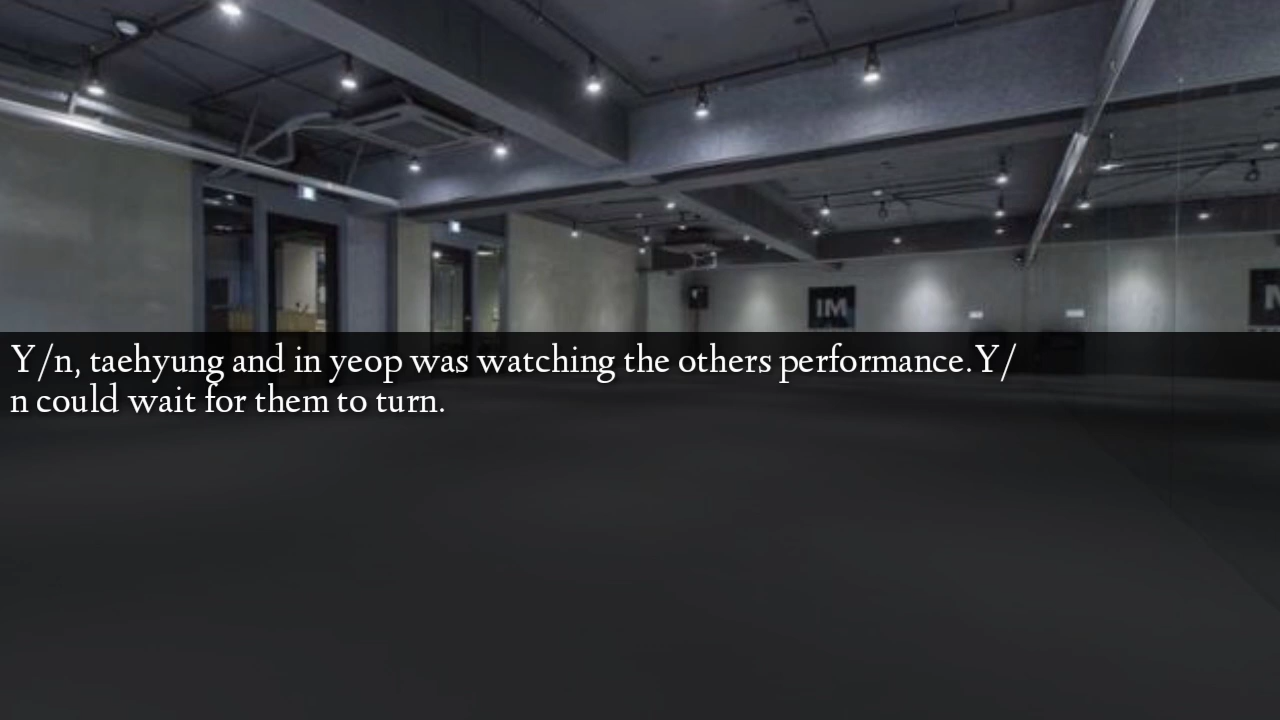 IM
Y/n, taehyung and in yeop was watching the others performance.Y/
n could wait for them to turn.